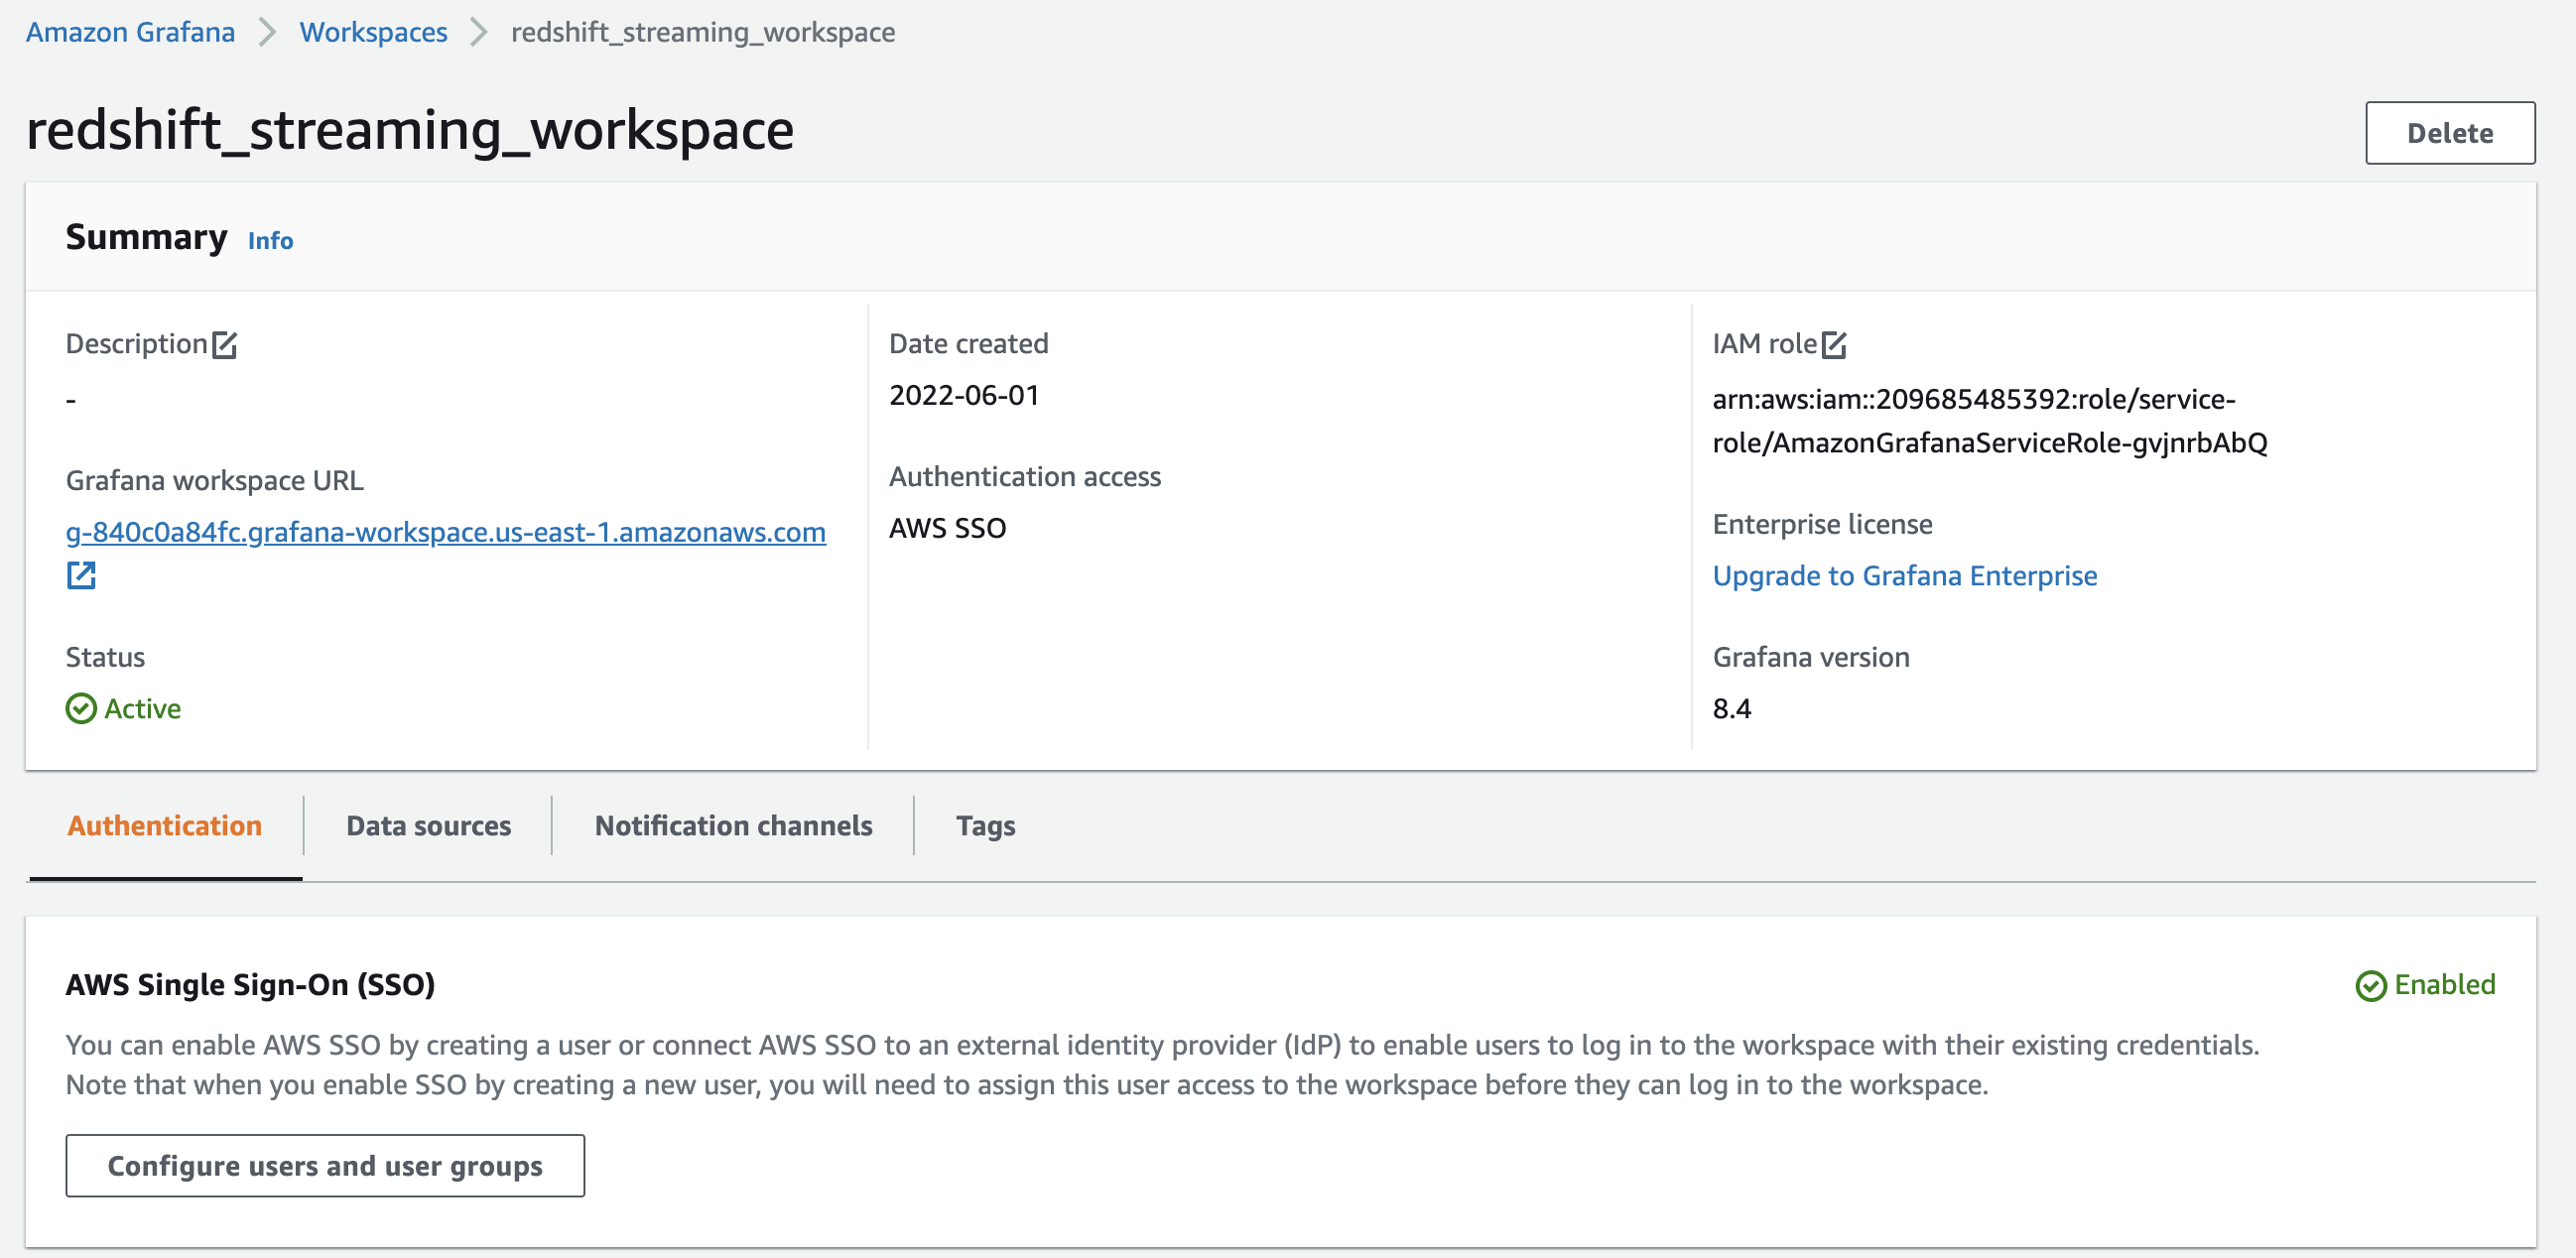 Amazon Grafana > Workspaces > redshift_streaming_workspace
redshift_streaming_workspace
Delete
Summary Info
Description
-
Grafana workspace URL
g-840c0a84fc.grafana-workspace.us-east-1.amazonaws.com
Status
Active
Date created
2022-06-01
Authentication access
AWS SSO
IAM role
arn:aws:iam::209685485392:role/service-
role/AmazonGrafanaServiceRole-gvjnrbAbQ
Enterprise license
Upgrade to Grafana Enterprise
Grafana version
8.4
Authentication Data sources Notification channels Tags
AWS Single Sign-On (SSO)
Enabled
You can enable AWS SSO by creating a user or connect AWS SSO to an external identity provider (IdP) to enable users to log in to the workspace with their existing credentials.
Note that when you enable SSO by creating a new user, you will need to assign this user access to the workspace before they can log in to the workspace.
Configure users and user groups